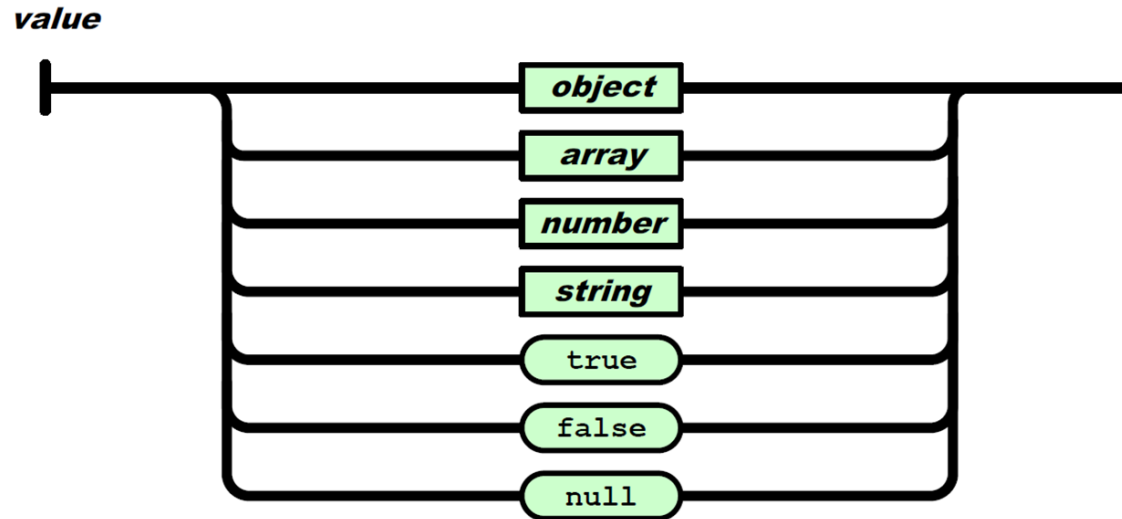 value
object
array
number
string
true
false
null